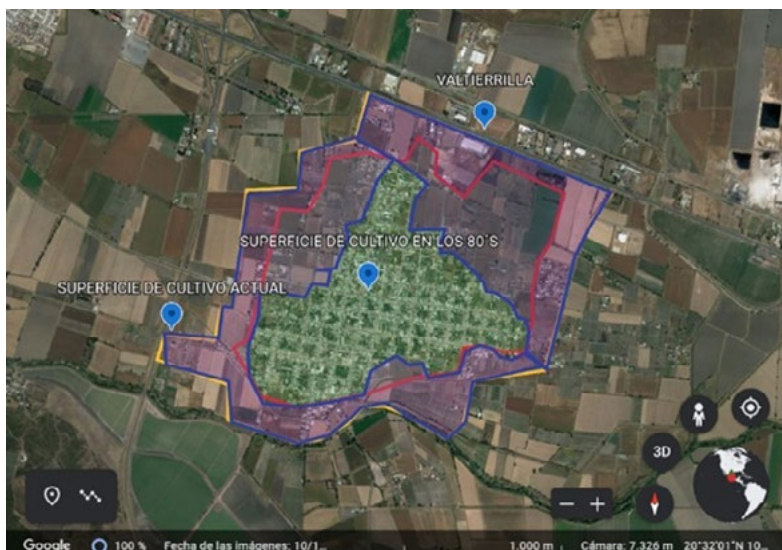 VALTIERRILLA
SUPERFICIE DE CULTIVO EN LOS 80´S
SUPERFICIE DE CULTIVO ACTUAL
3D
Google
100 %
Fecha de las imágenes: 10/1...
1.000 m
Cámara: 7.326 m
20°32'01"N 10...